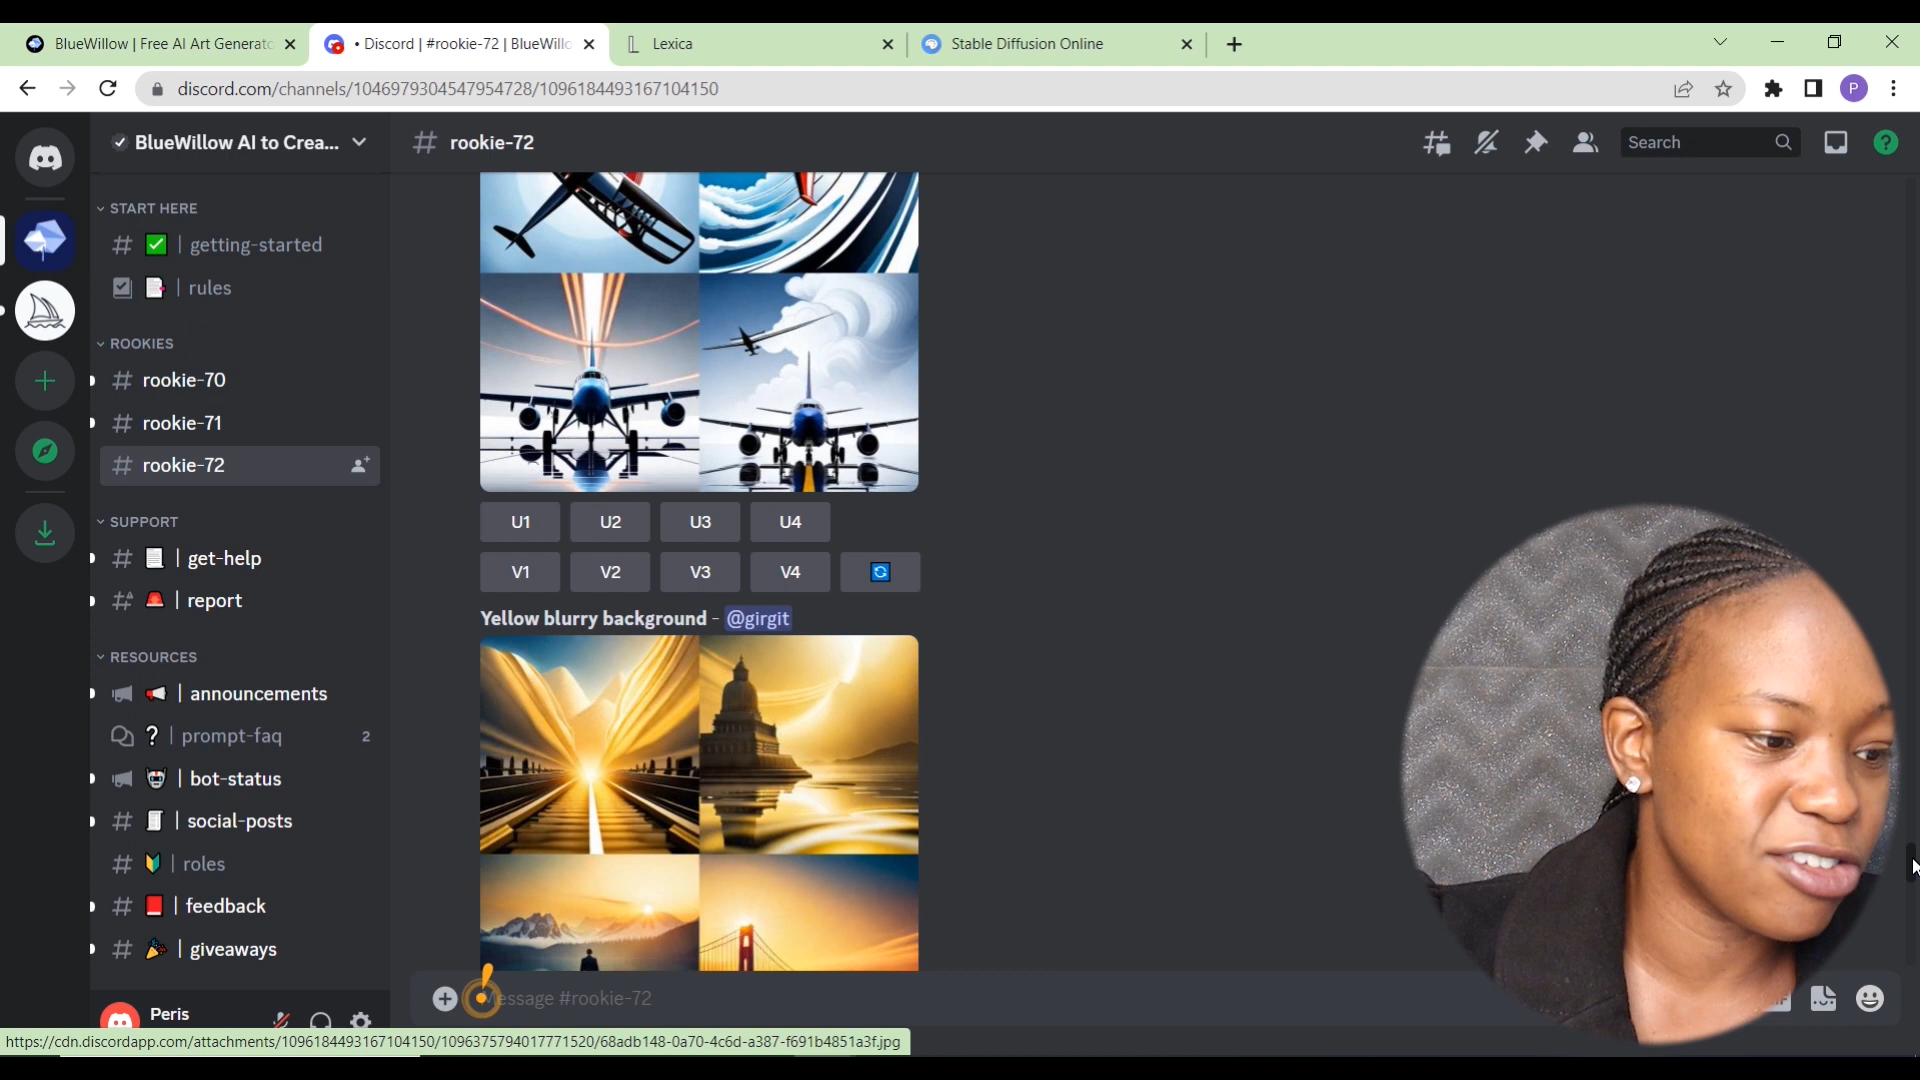 BlueWillow | Free AI Art Generato
• Discord | #rookie-72 | BlueWillo
Lexica
Stable Diffusion Online
discord.com/channels/1046979304547954728/1096184493167104150
P
BlueWillow AI to Crea...
# rookie-72
Search
?
START HERE
# | getting-started
| rules
ROOKIES
# rookie-70
# rookie-71
# rookie-72
SUPPORT
# | get-help
# | report
RESOURCES
| announcements
? | prompt-faq 2
| bot-status
# | social-posts
# | roles
# | feedback
# | giveaways
Peris
U1 U2 U3 U4
V1 V2 V3 V4
Yellow blurry background - @girgit
Message #rookie-72
https://cdn.discordapp.com/attachments/1096184493167104150/1096375794017771520/68adb148-0a70-4c6d-a387-f691b4851a3f.jpg